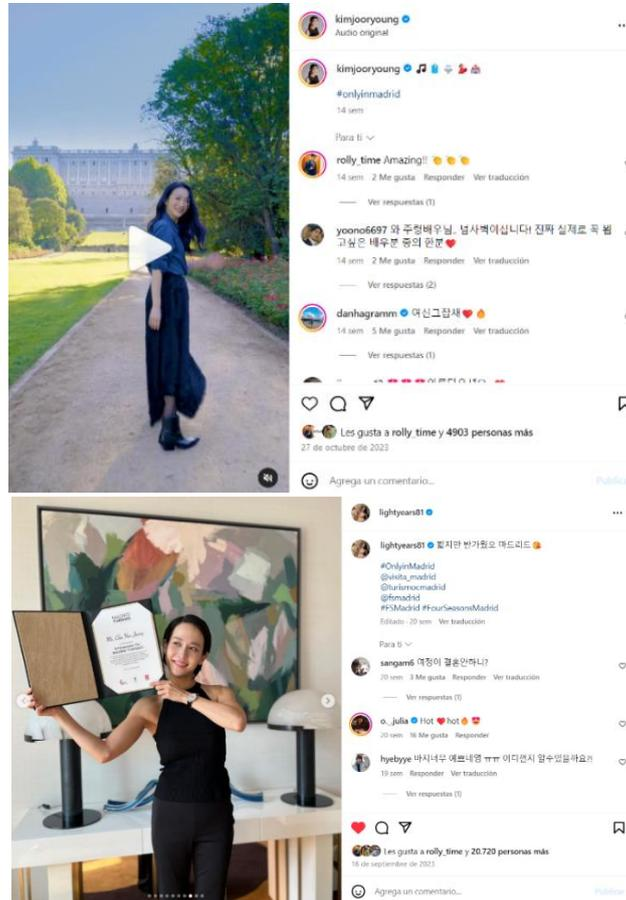 kimjooryoung
Audio original
kimjooryoung
#onlyinmadrid
14 sem
Para ti
rolly_time Amazing!!
14 sem 2 Me gusta Responder Ver traducción
Ver respuestas (1)
yoono6697 와 주령배우님.. 넘사벽이십니다! 진짜 실제로 꼭 뵙
고싶은 배우분 중의 한분
14 sem 2 Me gusta Responder Ver traducción
Ver respuestas (2)
danhagramm 여신그잡채
14 sem 5 Me gusta Responder Ver traducción
Ver respuestas (1)
Les gusta a rolly_time y 4903 personas más
27 de octubre de 2023
Agrega un comentario...
Publicar
lightyears81
lightyears81 짧지만 반가웠오 마드리드
#OnlyinMadrid
@visita_madrid
@turismocmadrid
@fsmadrid
#FSMadrid #FourSeasonsMadrid
Editado · 20 sem Ver traducción
Para ti
sangam6 여정이 결혼안하니?
20 sem 3 Me gusta Responder Ver traducción
Ver respuestas (1)
o._.julia Hot hot
20 sem 16 Me gusta Responder
hyebyye 바지너무 예쁘네영 ㅠㅠ 어디껀지 알수있을까요?!
19 sem Responder Ver traducción
Ver respuestas (1)
Les gusta a rolly_time y 20.720 personas más
16 de septiembre de 2023
Agrega un comentario...